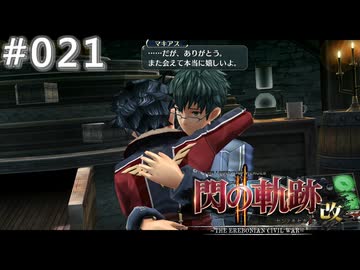 #021
マキアス
……だが、ありがとう。
また会えて本当に嬉しいよ。
閃の軌跡
II
改
~THE EREBONIAN CIVIL WAR~